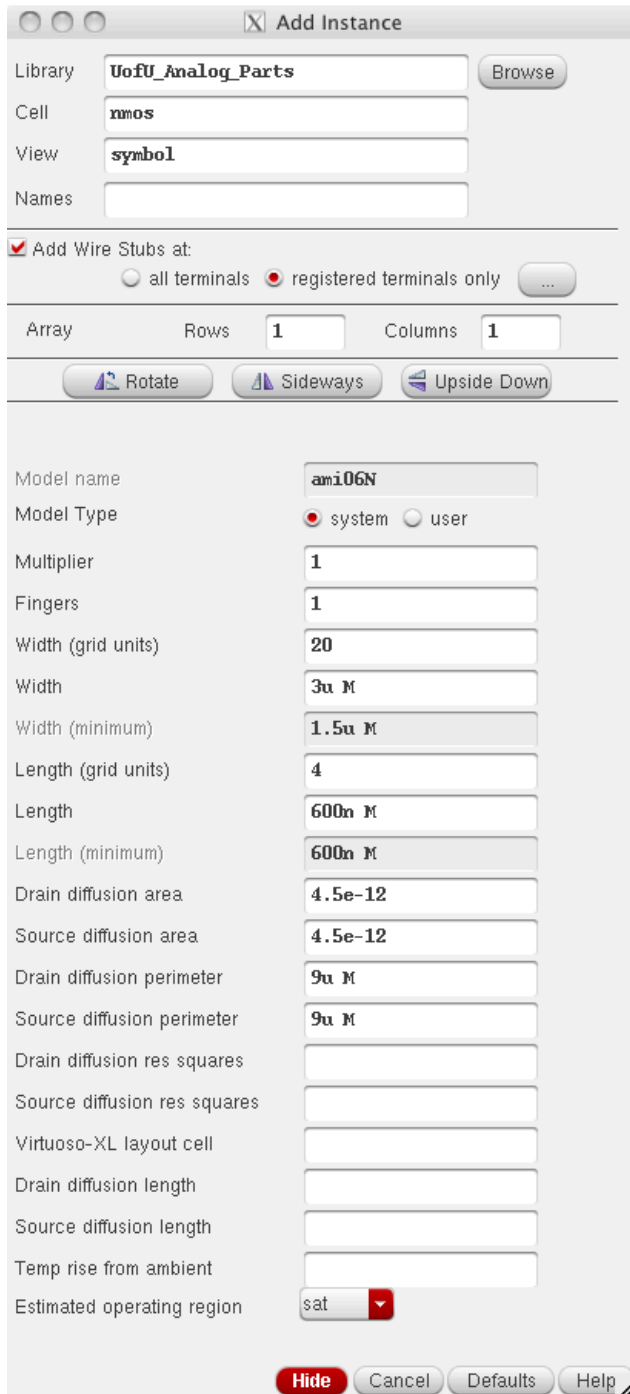 Add Instance
Library UofU_Analog_Parts Browse
Cell nmos
View symbol
Names
Add Wire Stubs at:
all terminals registered terminals only ...
Array Rows 1 Columns 1
Rotate Sideways Upside Down
Model name ami06N
Model Type system user
Multiplier 1
Fingers 1
Width (grid units) 20
Width 3u M
Width (minimum) 1.5u M
Length (grid units) 4
Length 600n M
Length (minimum) 600n M
Drain diffusion area 4.5e-12
Source diffusion area 4.5e-12
Drain diffusion perimeter 9u M
Source diffusion perimeter 9u M
Drain diffusion res squares
Source diffusion res squares
Virtuoso-XL layout cell
Drain diffusion length
Source diffusion length
Temp rise from ambient
Estimated operating region sat
Hide Cancel Defaults Help